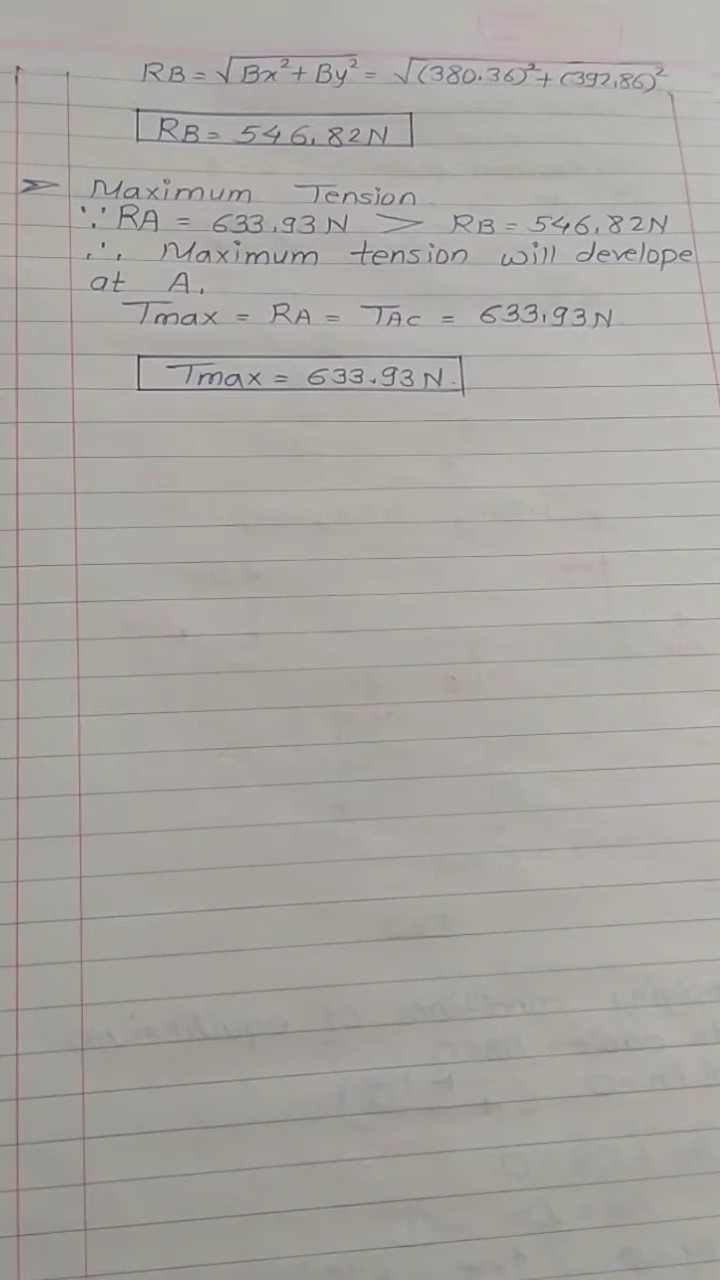 RB = √Bx² + By² = √(380.36)² + (392.86)²
RB = 546.82N
Maximum Tension
∵ RA = 633.93N > RB = 546.82N
∴ Maximum tension will develope
at A.
Tmax = RA = TAC = 633.93N
Tmax = 633.93N.